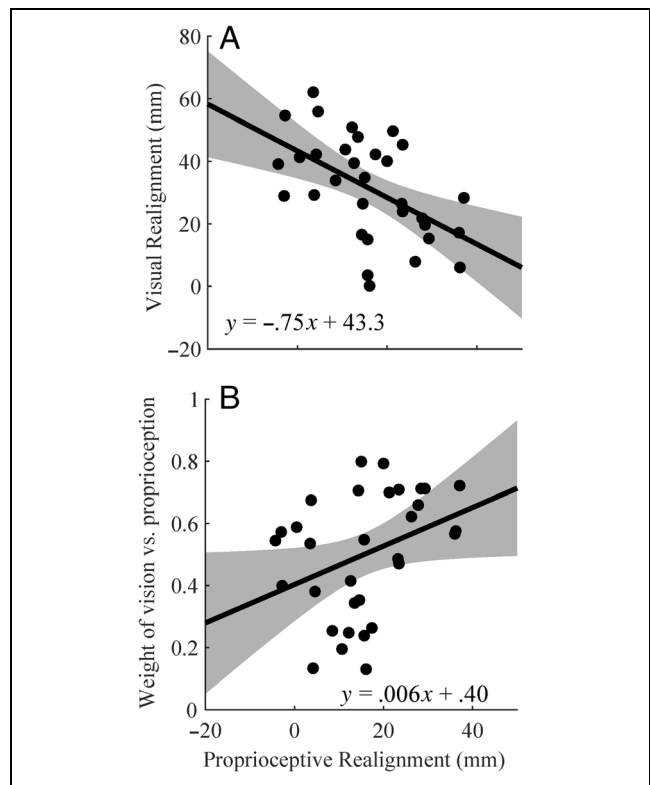 A
80
60
40
20
0
−20
Visual Realignment (mm)
y = −.75x + 43.3
B
1
0.8
0.6
0.4
0.2
0
Weight of vision vs. proprioception
y = .006x + .40
−20 0 20 40
Proprioceptive Realignment (mm)